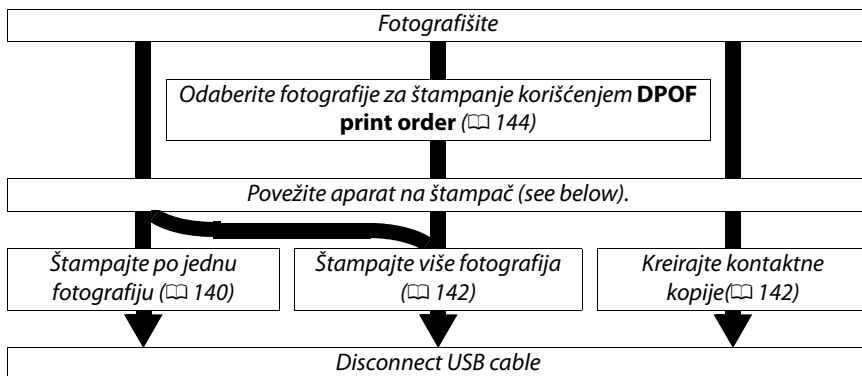 Fotografišite
Odaberite fotografije za štampanje korišćenjem DPOF
print order (🕮 144)
Povežite aparat na štampač (see below).
Štampajte po jednu
fotografiju (🕮 140)
Štampajte više fotografija
(🕮 142)
Kreirajte kontaktne
kopije(🕮 142)
Disconnect USB cable